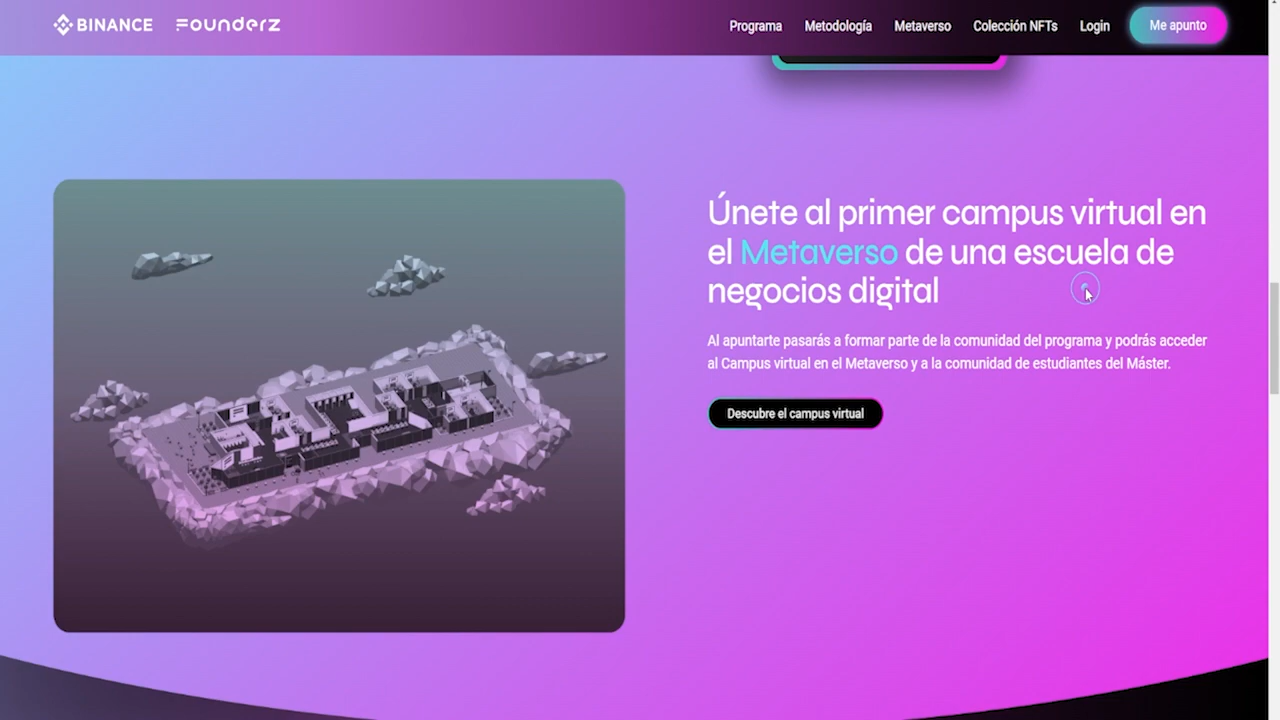 BINANCE Founderz Programa Metodología Metaverso Colección NFTs Login Me apunto
Únete al primer campus virtual en
el Metaverso de una escuela de
negocios digital
Al apuntarte pasarás a formar parte de la comunidad del programa y podrás acceder
al Campus virtual en el Metaverso y a la comunidad de estudiantes del Máster.
Descubre el campus virtual